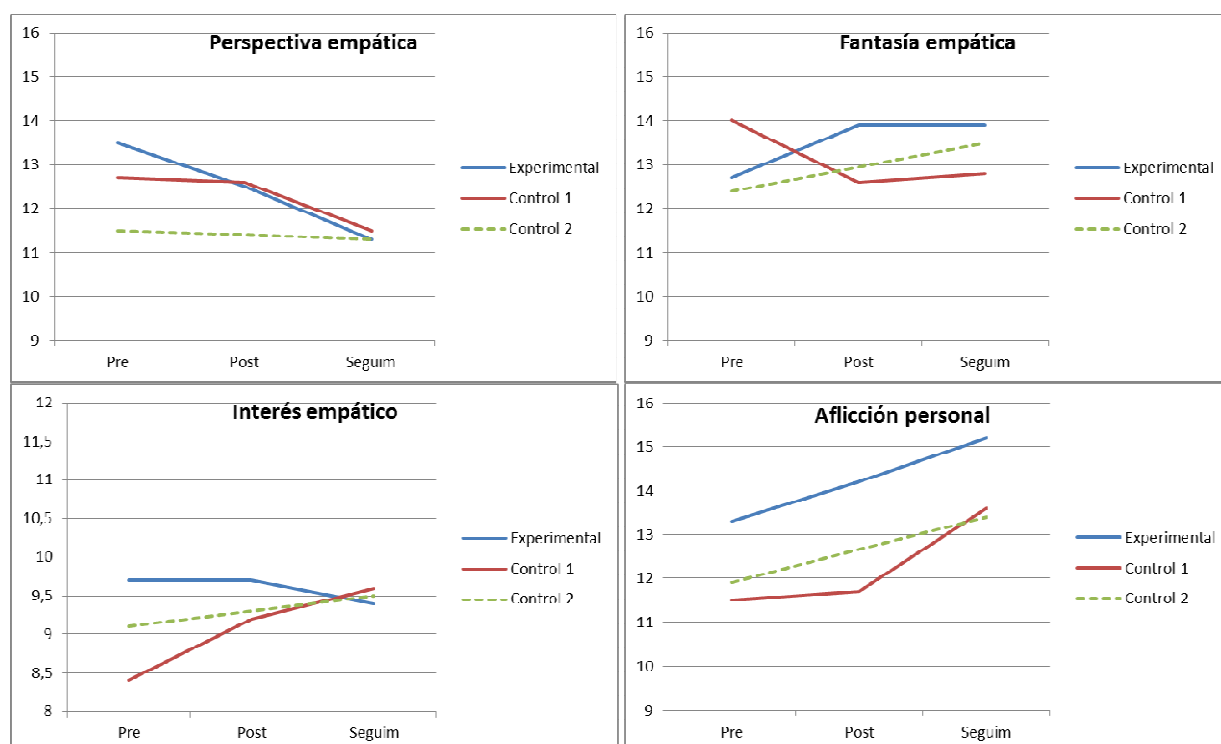 Perspectiva empática
16
15
14
13
12
11
10
9
Pre
Post
Seguim
Experimental
Control 1
Control 2
Fantasía empática
16
15
14
13
12
11
10
9
Pre
Post
Seguim
Experimental
Control 1
Control 2
Interés empático
12
11,5
11
10,5
10
9,5
9
8,5
8
Pre
Post
Seguim
Experimental
Control 1
Control 2
Aflicción personal
16
15
14
13
12
11
10
9
Pre
Post
Seguim
Experimental
Control 1
Control 2